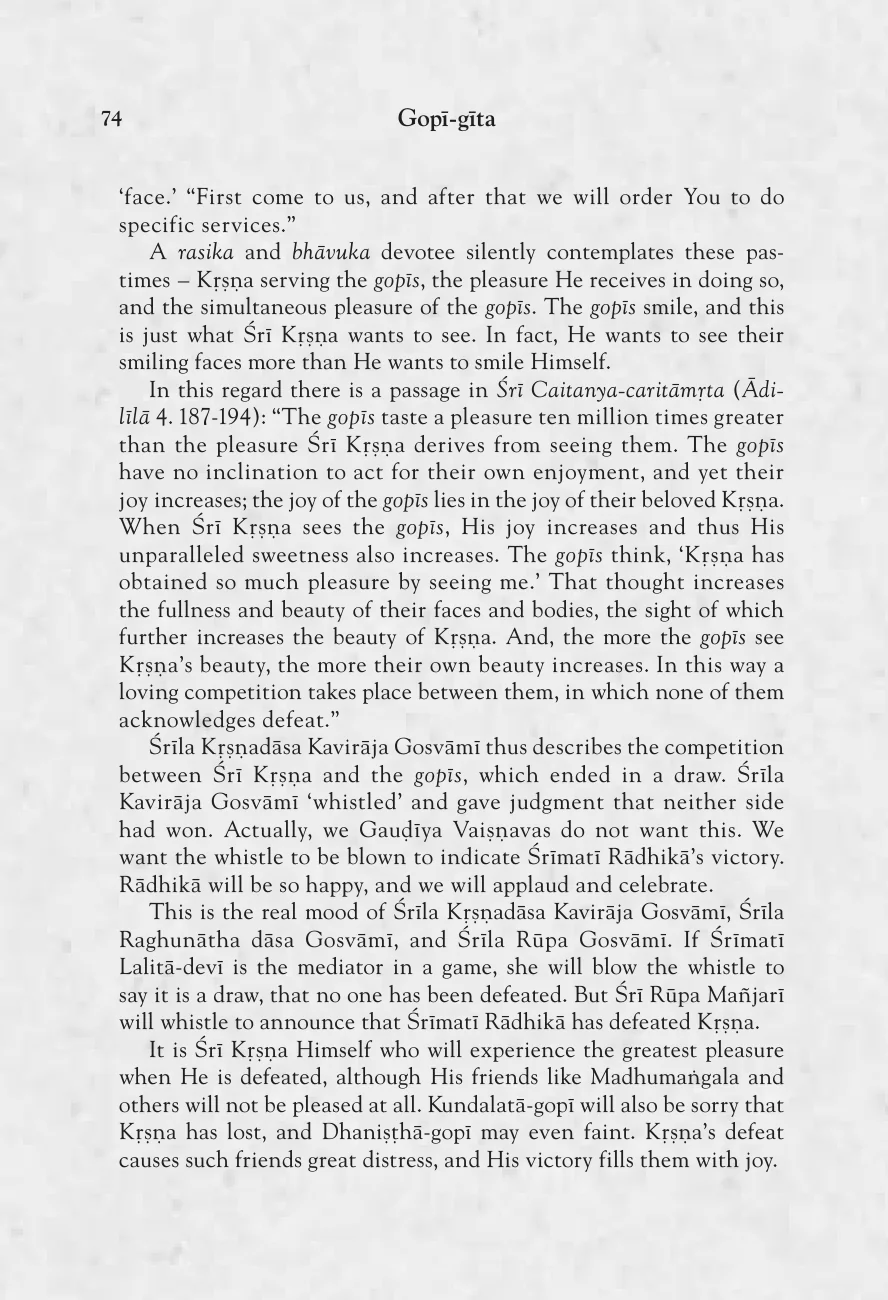 74
Gopī-gīta
‘face.’ “First come to us, and after that we will order You to do
specific services.”
A rasika and bhāvuka devotee silently contemplates these pas-
times – Kṛṣṇa serving the gopīs, the pleasure He receives in doing so,
and the simultaneous pleasure of the gopīs. The gopīs smile, and this
is just what Śrī Kṛṣṇa wants to see. In fact, He wants to see their
smiling faces more than He wants to smile Himself.
In this regard there is a passage in Śrī Caitanya-caritāmṛta (Ādi-
līlā 4. 187-194): “The gopīs taste a pleasure ten million times greater
than the pleasure Śrī Kṛṣṇa derives from seeing them. The gopīs
have no inclination to act for their own enjoyment, and yet their
joy increases; the joy of the gopīs lies in the joy of their beloved Kṛṣṇa.
When Śrī Kṛṣṇa sees the gopīs, His joy increases and thus His
unparalleled sweetness also increases. The gopīs think, ‘Kṛṣṇa has
obtained so much pleasure by seeing me.’ That thought increases
the fullness and beauty of their faces and bodies, the sight of which
further increases the beauty of Kṛṣṇa. And, the more the gopīs see
Kṛṣṇa’s beauty, the more their own beauty increases. In this way a
loving competition takes place between them, in which none of them
acknowledges defeat.”
Śrīla Kṛṣṇadāsa Kavirāja Gosvāmī thus describes the competition
between Śrī Kṛṣṇa and the gopīs, which ended in a draw. Śrīla
Kavirāja Gosvāmī ‘whistled’ and gave judgment that neither side
had won. Actually, we Gauḍīya Vaiṣṇavas do not want this. We
want the whistle to be blown to indicate Śrīmatī Rādhikā’s victory.
Rādhikā will be so happy, and we will applaud and celebrate.
This is the real mood of Śrīla Kṛṣṇadāsa Kavirāja Gosvāmī, Śrīla
Raghunātha dāsa Gosvāmī, and Śrīla Rūpa Gosvāmī. If Śrīmatī
Lalitā-devī is the mediator in a game, she will blow the whistle to
say it is a draw, that no one has been defeated. But Śrī Rūpa Mañjarī
will whistle to announce that Śrīmatī Rādhikā has defeated Kṛṣṇa.
It is Śrī Kṛṣṇa Himself who will experience the greatest pleasure
when He is defeated, although His friends like Madhumaṅgala and
others will not be pleased at all. Kundalatā-gopī will also be sorry that
Kṛṣṇa has lost, and Dhaniṣṭhā-gopī may even faint. Kṛṣṇa’s defeat
causes such friends great distress, and His victory fills them with joy.